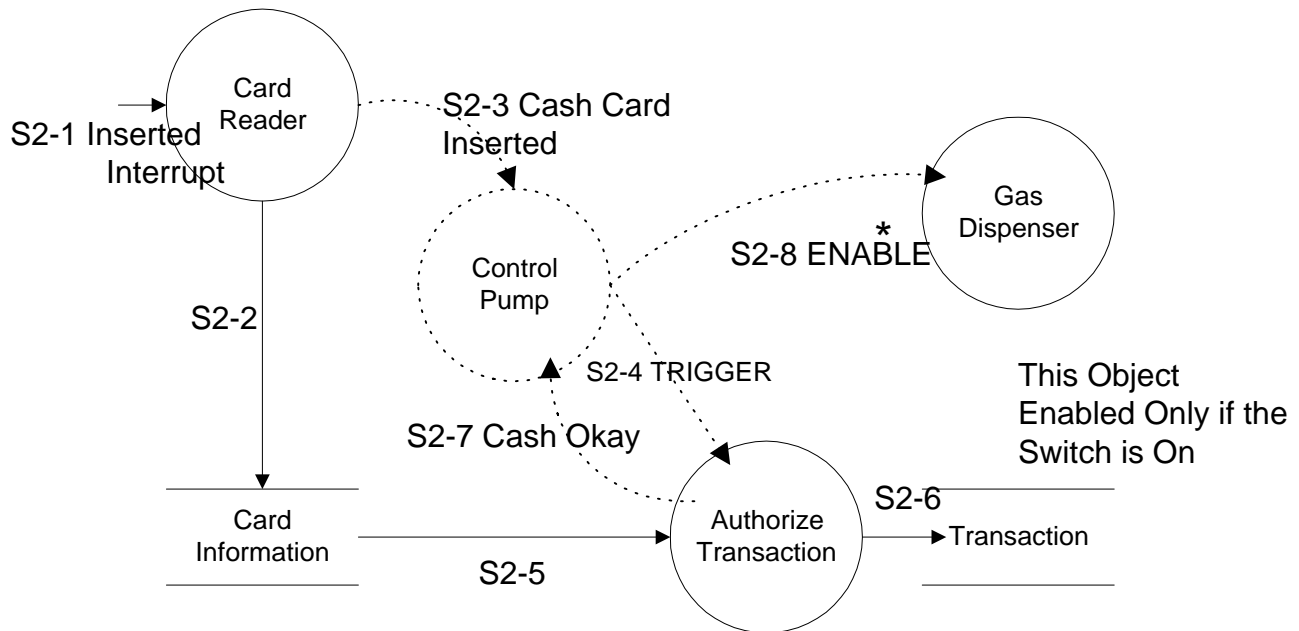 Card
Reader
S2-1 Inserted
Interrupt
S2-3 Cash Card
Inserted
Gas
Dispenser
*
S2-8 ENABLE
Control
Pump
S2-2
S2-4 TRIGGER
This Object
Enabled Only if the
Switch is On
S2-7 Cash Okay
S2-6
Card
Information
Authorize
Transaction
Transaction
S2-5